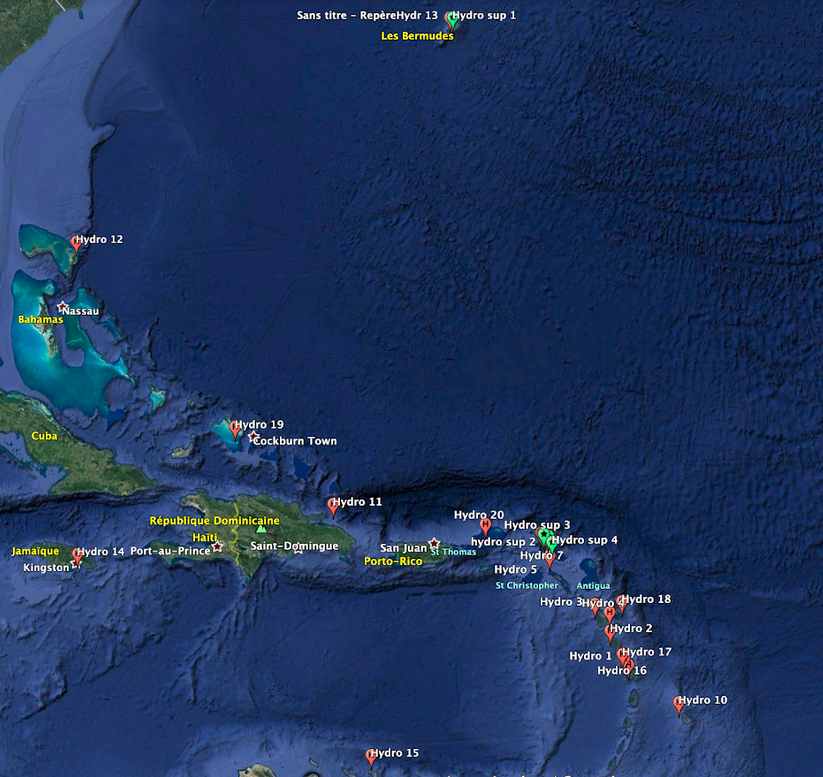 Sans titre - RepèreHydr 13
Hydro sup 1
Les Bermudes
Hydro 12
Nassau
Bahamas
Hydro 19
Cockburn Town
Cuba
Hydro 11
République Dominicaine
Haïti
Hydro 20
Hydro sup 3
hydro sup 2
Hydro sup 4
Jamaïque
Hydro 14
Port-au-Prince
Saint-Domingue
San Juan
St Thomas
Hydro 7
Kingston
Porto-Rico
Hydro 5
St Christopher
Antigua
Hydro 3
Hydro 4
Hydro 18
Hydro 2
Hydro 1
Hydro 17
Hydro 16
Hydro 10
Hydro 15